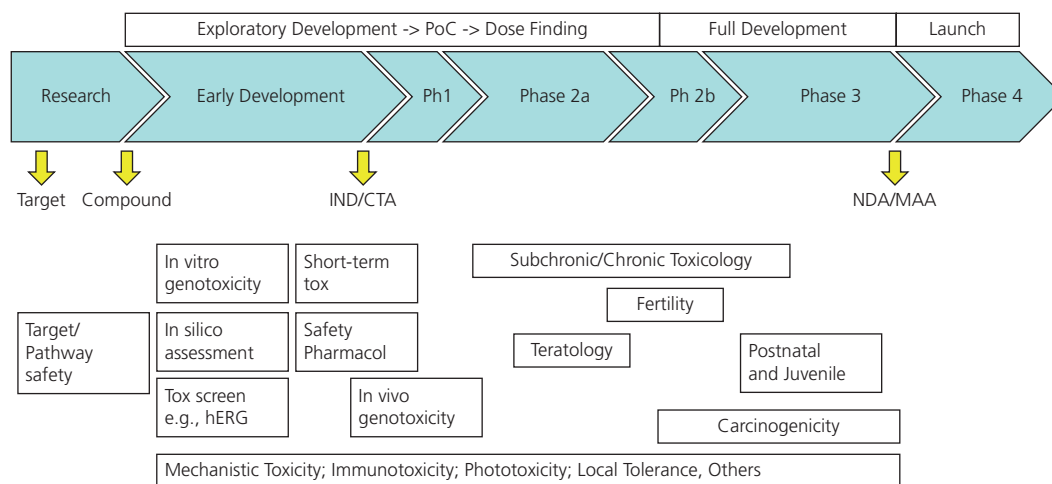 Exploratory Development -> PoC -> Dose Finding
Full Development
Launch
Research
Early Development
Ph1
Phase 2a
Ph 2b
Phase 3
Phase 4
Target
Compound
IND/CTA
NDA/MAA
In vitro
genotoxicity
Short-term
tox
Subchronic/Chronic Toxicology
Fertility
Target/
Pathway
safety
In silico
assessment
Safety
Pharmacol
Teratology
Postnatal
and Juvenile
Tox screen
e.g., hERG
In vivo
genotoxicity
Carcinogenicity
Mechanistic Toxicity; Immunotoxicity; Phototoxicity; Local Tolerance, Others